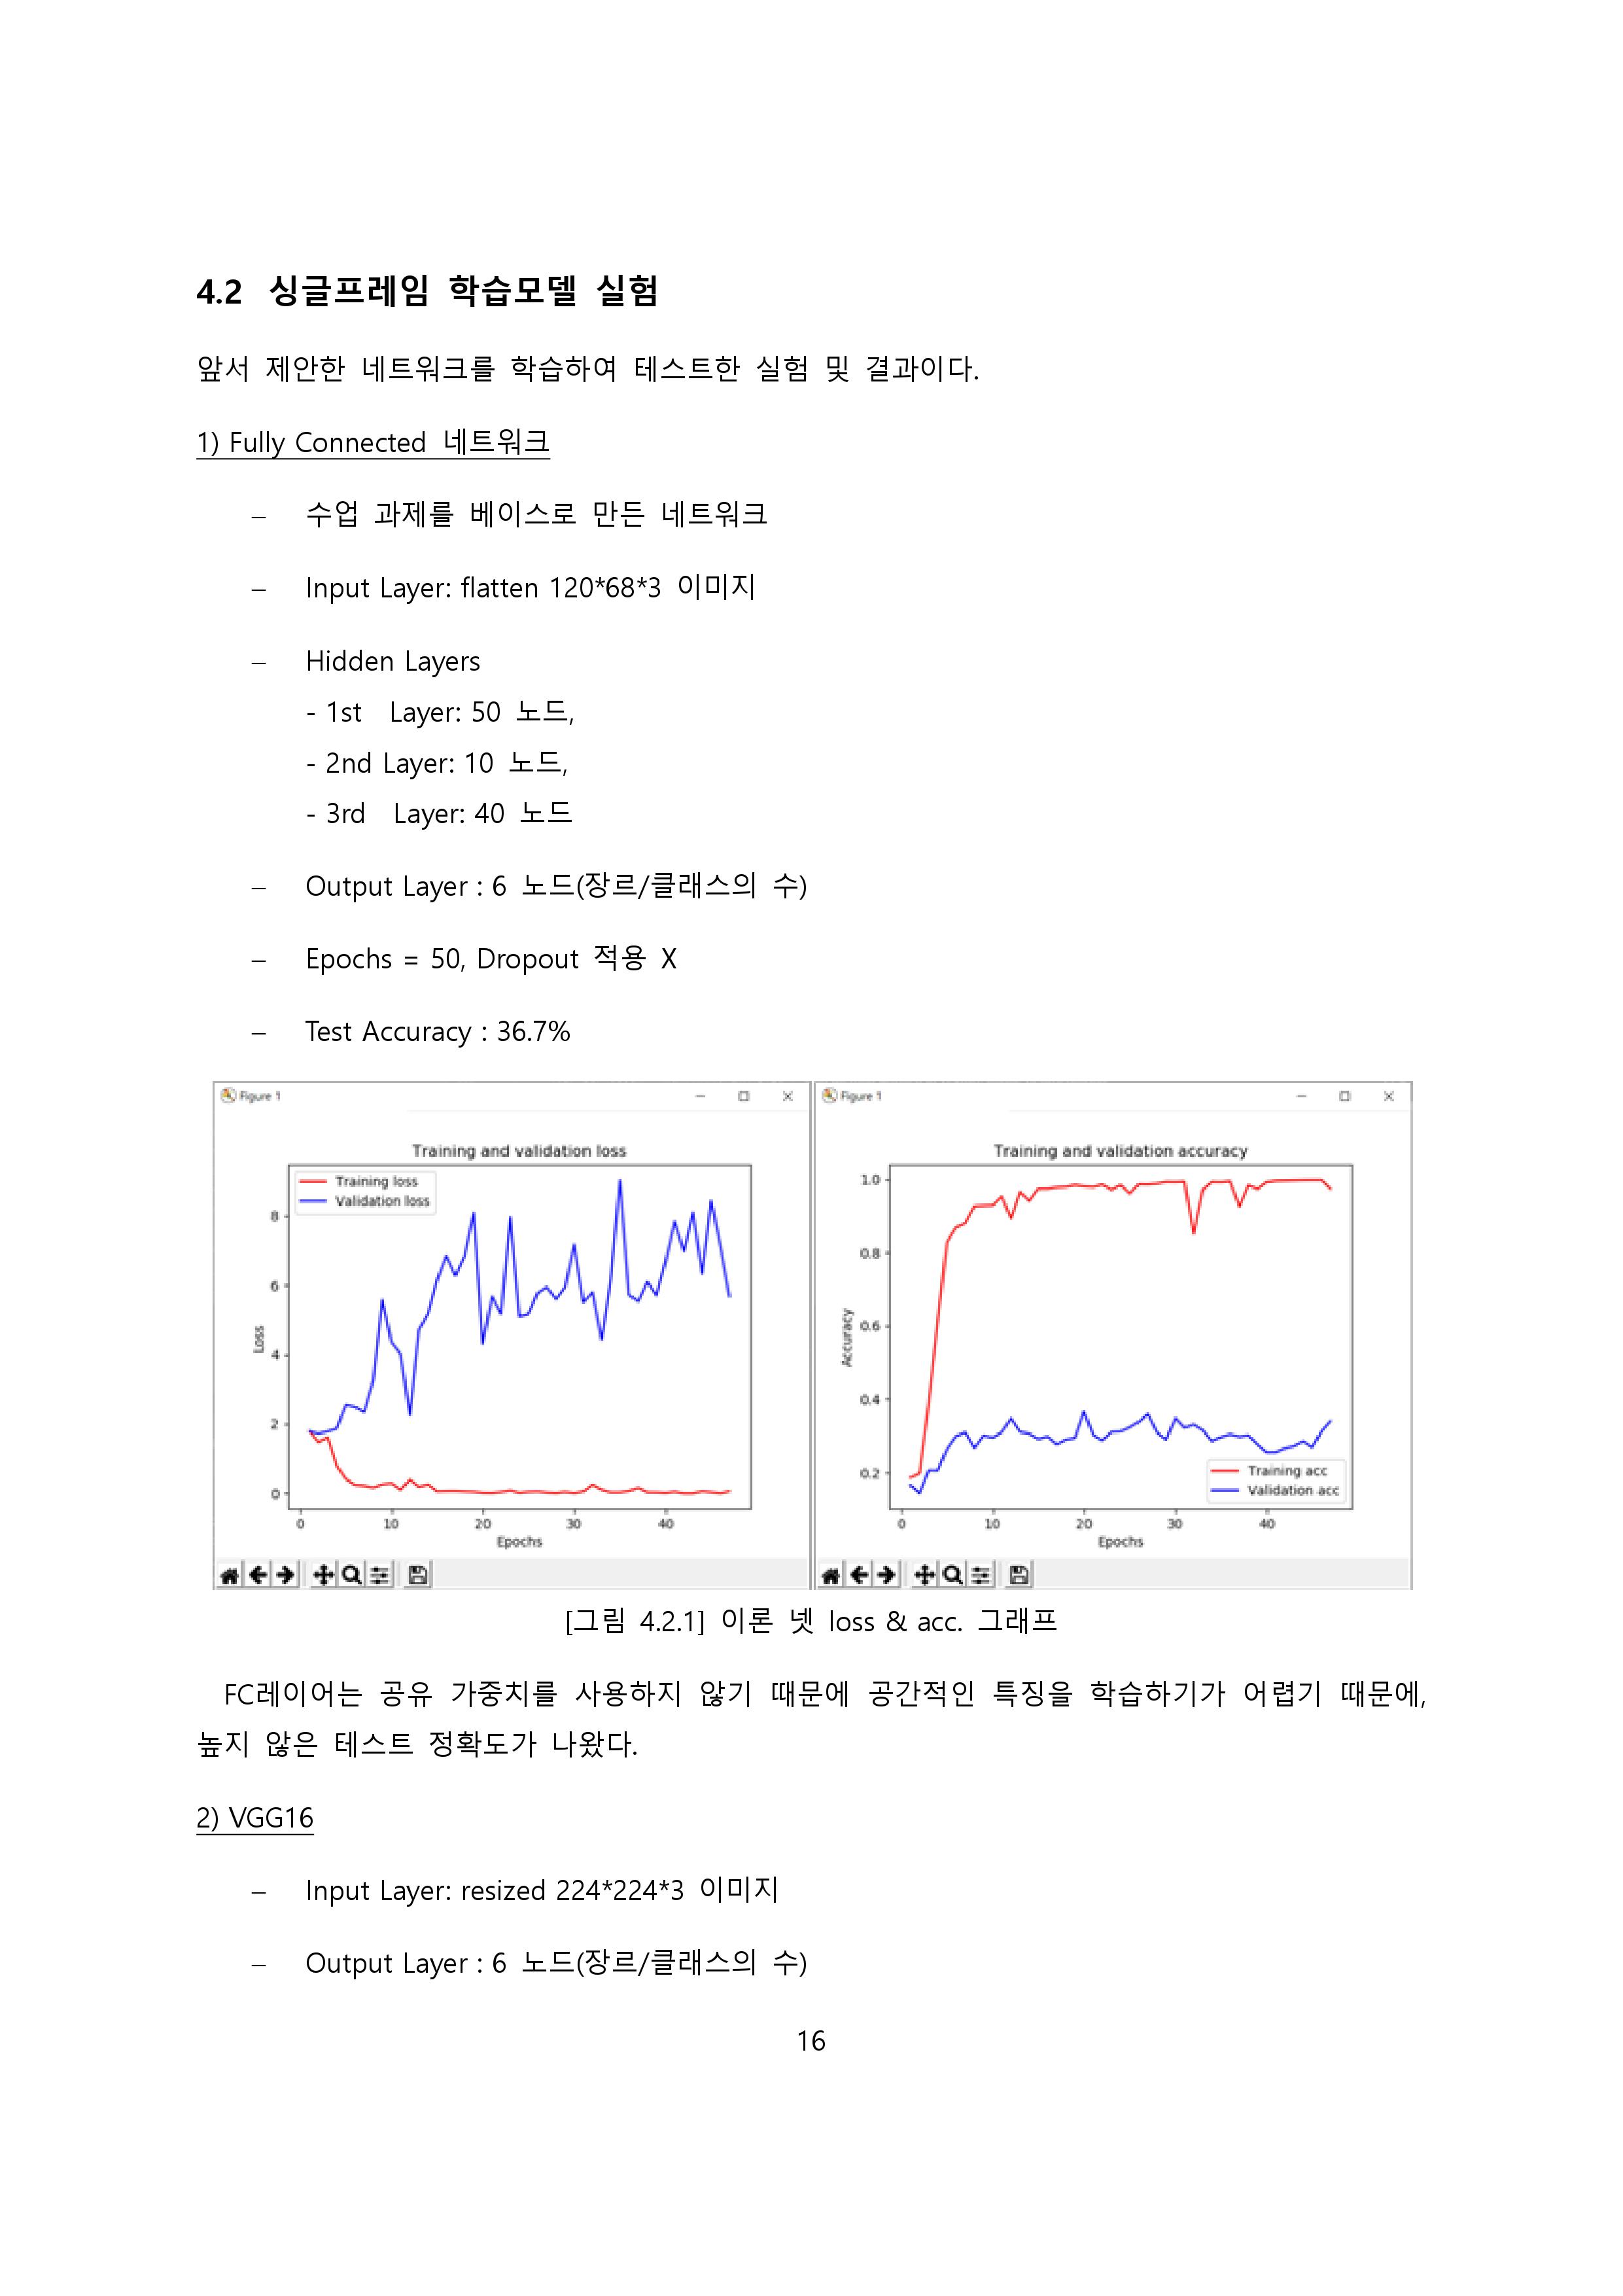 4.2 싱글프레임 학습모델 실험
앞서 제안한 네트워크를 학습하여 테스트한 실험 및 결과이다.
1) Fully Connected 네트워크
– 수업 과제를 베이스로 만든 네트워크
– Input Layer: flatten 120*68*3 이미지
– Hidden Layers
- 1st Layer: 50 노드,
- 2nd Layer: 10 노드,
- 3rd Layer: 40 노드
– Output Layer : 6 노드(장르/클래스의 수)
– Epochs = 50, Dropout 적용 X
– Test Accuracy : 36.7%
Figure 1
Training and validation loss
Training loss
Validation loss
8
6
4
2
0
Loss
0 10 20 30 40
Epochs
Figure 1
Training and validation accuracy
1.0
0.8
0.6
0.4
0.2
Accuracy
Training acc
Validation acc
0 10 20 30 40
Epochs
[그림 4.2.1] 이론 넷 loss & acc. 그래프
FC레이어는 공유 가중치를 사용하지 않기 때문에 공간적인 특징을 학습하기가 어렵기 때문에,
높지 않은 테스트 정확도가 나왔다.
2) VGG16
– Input Layer: resized 224*224*3 이미지
– Output Layer : 6 노드(장르/클래스의 수)
16